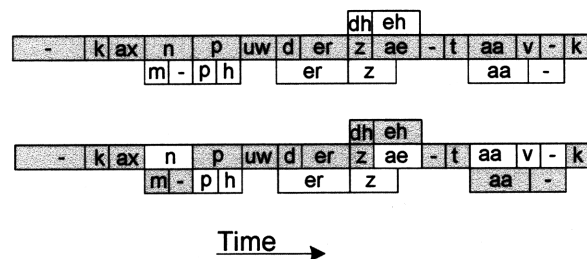 dh eh
- k ax n p uw d er z ae - t aa v - k
m - p h er z aa -
dh eh
- k ax n p uw d er z ae - t aa v - k
m - p h er z aa -
Time